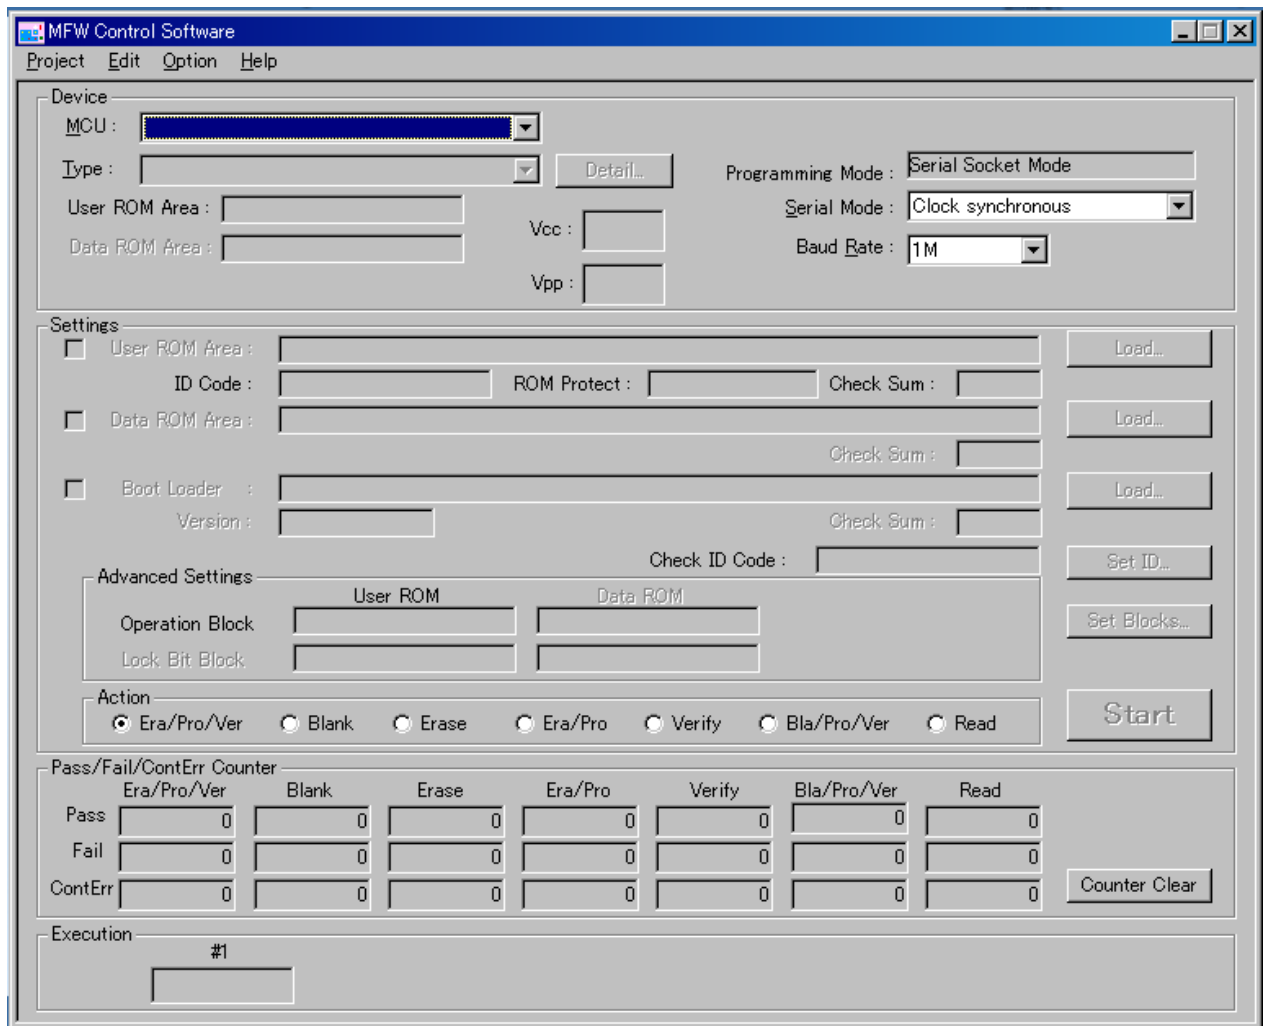 MFW Control Software
Project Edit Option Help
Device
MCU :
Type : Detail...
Programming Mode : Serial Socket Mode
User ROM Area :
Serial Mode : Clock synchronous
Vcc :
Data ROM Area :
Baud Rate : 1M
Vpp :
Settings
User ROM Area : Load...
ID Code : ROM Protect : Check Sum :
Data ROM Area : Load...
Check Sum :
Boot Loader : Load...
Version : Check Sum :
Check ID Code : Set ID...
Advanced Settings
User ROM Data ROM
Operation Block Set Blocks...
Lock Bit Block
Action
Era/Pro/Ver Blank Erase Era/Pro Verify Bla/Pro/Ver Read
Start
Pass/Fail/ContErr Counter
Era/Pro/Ver Blank Erase Era/Pro Verify Bla/Pro/Ver Read
Pass 0 0 0 0 0 0 0
Fail 0 0 0 0 0 0 0
ContErr 0 0 0 0 0 0 0
Counter Clear
Execution
#1